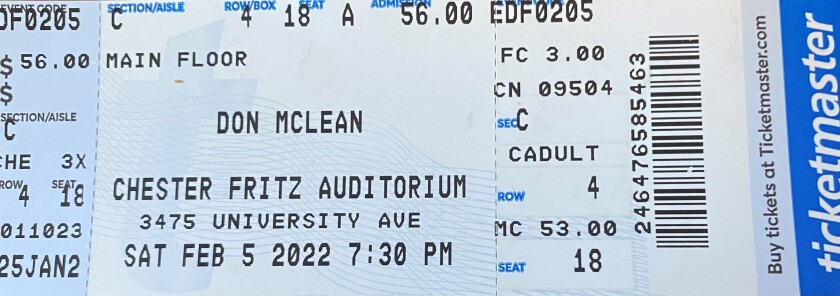 EVENT CODE SECTION/AISLE ROW/BOX SEAT ADMISSION
DF0205 C 4 18 A 56.00 EDF0205
$ 56.00 MAIN FLOOR
$
SECTION/AISLE
C
CHE 3X
ROW SEAT
4 18
011023
25JAN2
DON MCLEAN
CHESTER FRITZ AUDITORIUM
3475 UNIVERSITY AVE
SAT FEB 5 2022 7:30 PM
FC 3.00
CN 09504
SEC C
CADULT
ROW 4
MC 53.00
SEAT 18
246476585463
Buy tickets at Ticketmaster.com
ticketmaster